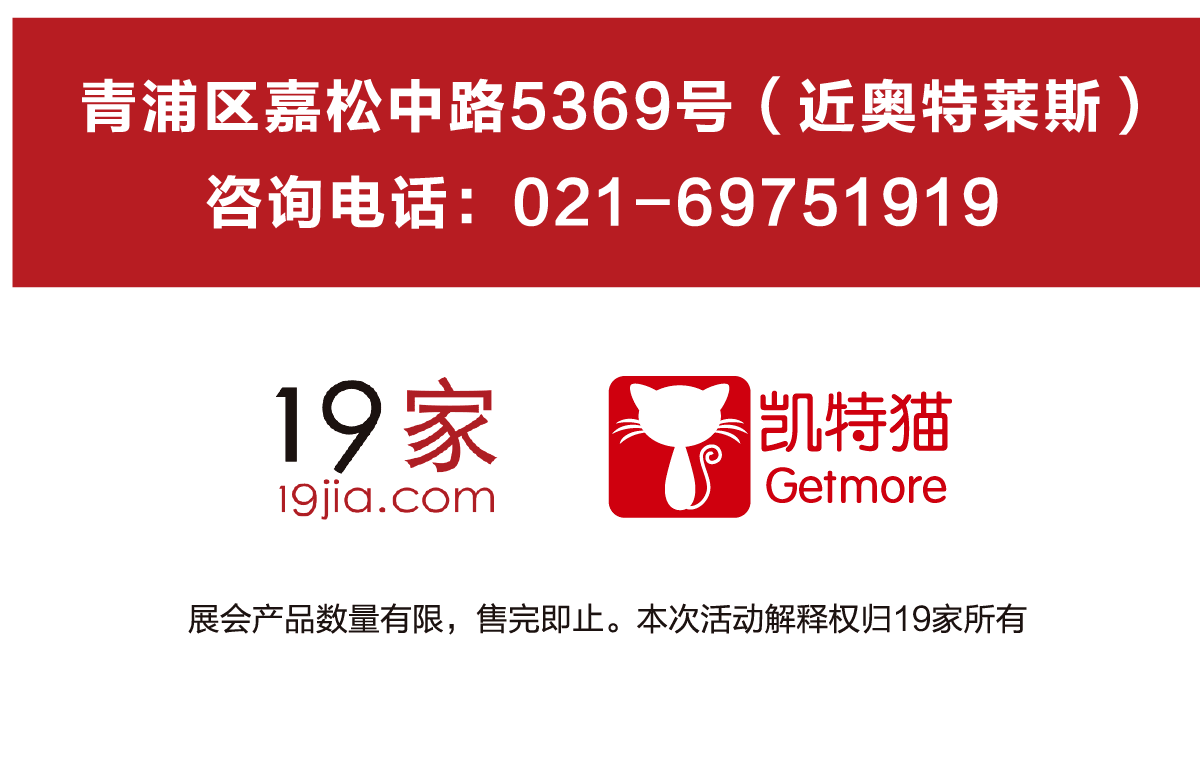 青浦区嘉松中路5369号（近奥特莱斯）
咨询电话：021-69751919
19家
19jia.com
凯特猫
Getmore
展会产品数量有限，售完即止。本次活动解释权归19家所有